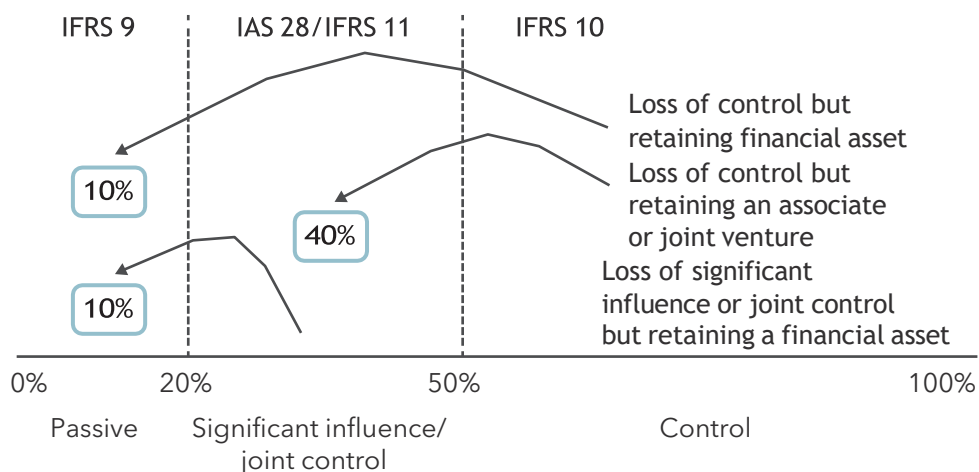 IFRS 9
IAS 28/IFRS 11
IFRS 10
Loss of control but
retaining financial asset
10%
Loss of control but
retaining an associate
or joint venture
40%
Loss of significant
influence or joint control
but retaining a financial asset
10%
0%
20%
50%
100%
Passive
Significant influence/
joint control
Control